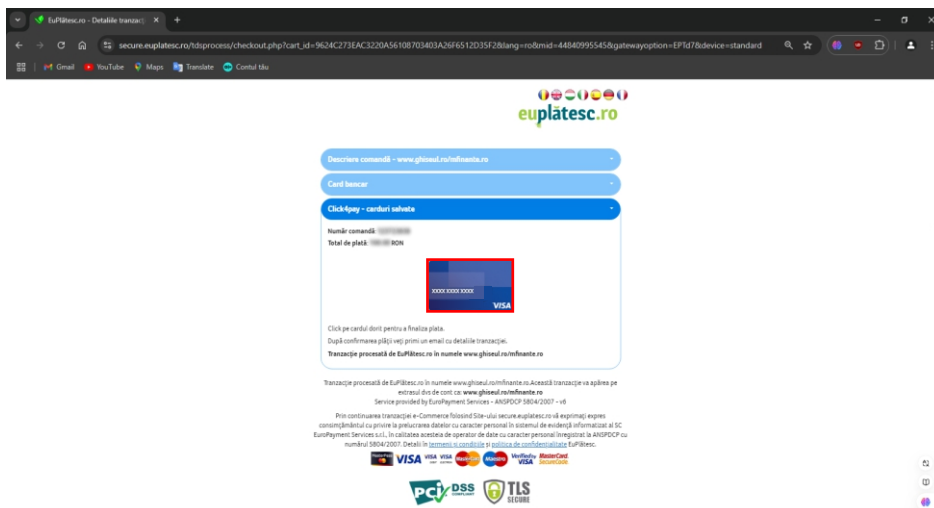 EuPlătesc.ro - Detaliile tranzacț
secure.euplatesc.ro/tdsprocess/checkout.php?cart_id=9624C273EAC3220A56108703403A26F6512D35F2&lang=ro&mid=44840995545&gatewayoption=EPTd7&device=standard
Gmail YouTube Maps Translate Contul tău
euplătesc.ro
Descriere comandă - www.ghiseul.ro/mfinante.ro
Card bancar
Click4pay - carduri salvate
Număr comandă
Total de plată RON
XXXX XXXX XXXX
VISA
Click pe cardul dorit pentru a finaliza plata.
După confirmarea plății veți primi un email cu detaliile tranzacției.
Tranzacție procesată de EuPlătesc.ro în numele www.ghiseul.ro/mfinante.ro
Tranzacție procesată de EuPlătesc.ro în numele www.ghiseul.ro/mfinante.ro.Această tranzacție va apărea pe
extrasul dvs de cont ca: www.ghiseul.ro/mfinante.ro
Service provided by EuroPayment Services - ANSPDCP 5804/2007 - v6
Prin continuarea tranzacției e-Commerce folosind Site-ului secure.euplatesc.ro vă exprimați expres
consimțământul cu privire la prelucrarea datelor cu caracter personal în sistemul de evidență informatizat al SC
EuroPayment Services s.r.l., în calitatea acesteia de operator de date cu caracter personal înregistrat la ANSPDCP cu
numărul 5804/2007. Detalii în termenii și condițiile și politica de confidențialitate EuPlătesc.
MasterPass VISA VISA VISA MasterCard Maestro Verified by VISA MasterCard. SecureCode.
PCI DSS COMPLIANT TLS SECURE